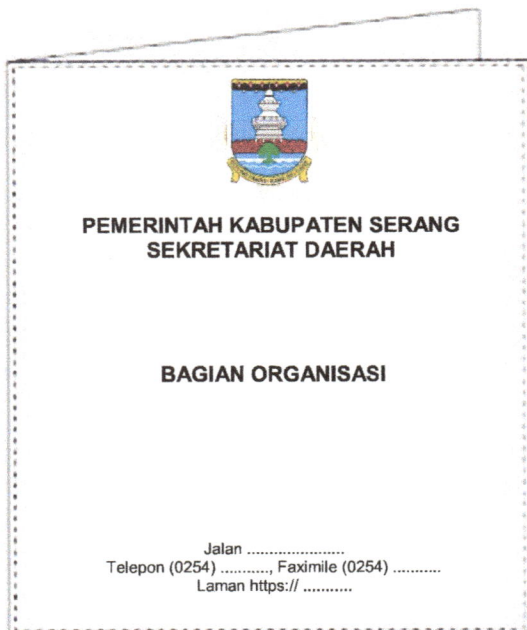 PEMERINTAH KABUPATEN SERANG
SEKRETARIAT DAERAH
BAGIAN ORGANISASI
Jalan .....................
Telepon (0254) ..........., Faximile (0254) ..........
Laman https:// ...........